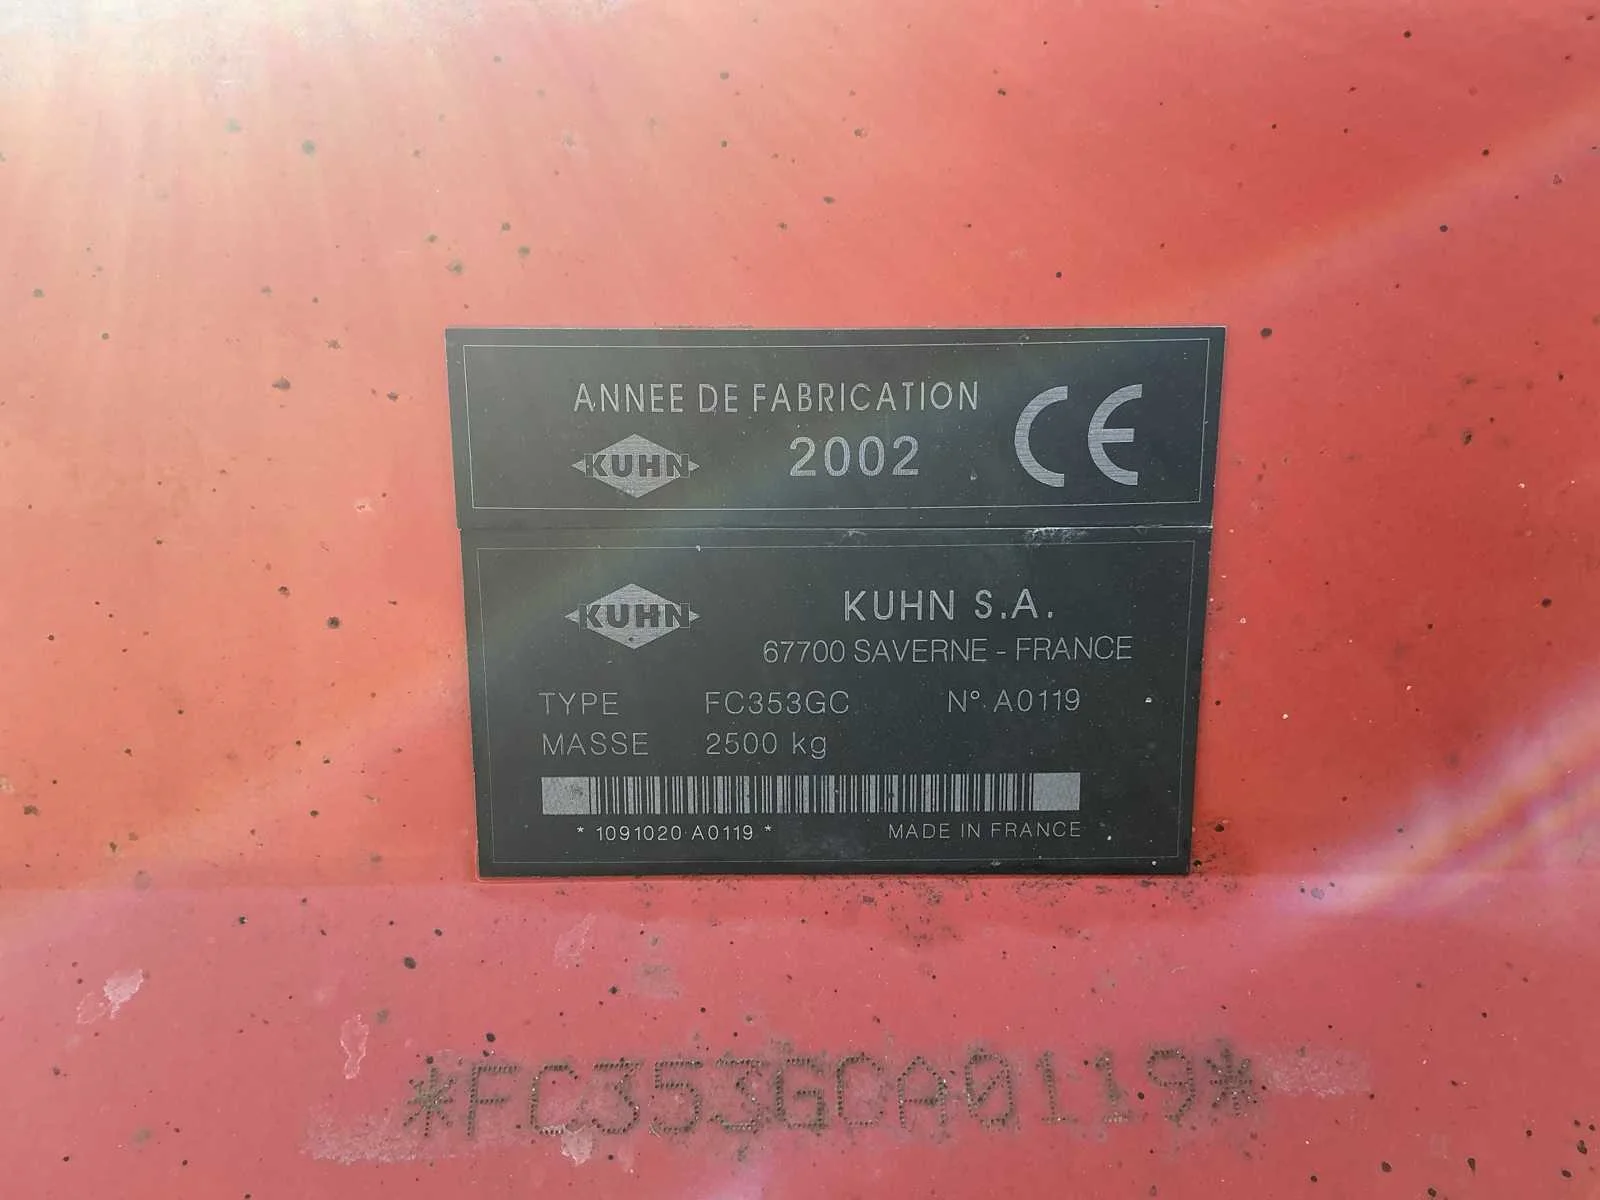 ANNEE DE FABRICATION
KUHN 2002 CE
KUHN KUHN S.A.
67700 SAVERNE - FRANCE
TYPE FC353GC N° A0119
MASSE 2500 kg
* 1091020 A0119 * MADE IN FRANCE
*FC353GCA0119*